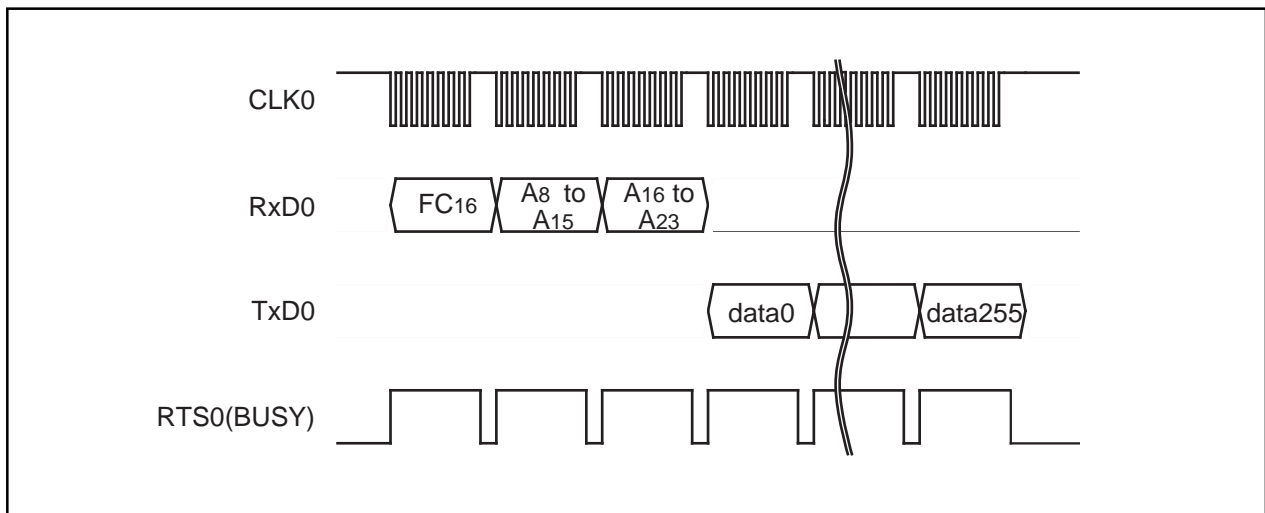 CLK0
RxD0
FC16
A8 to
A15
A16 to
A23
TxD0
data0
data255
RTS0(BUSY)